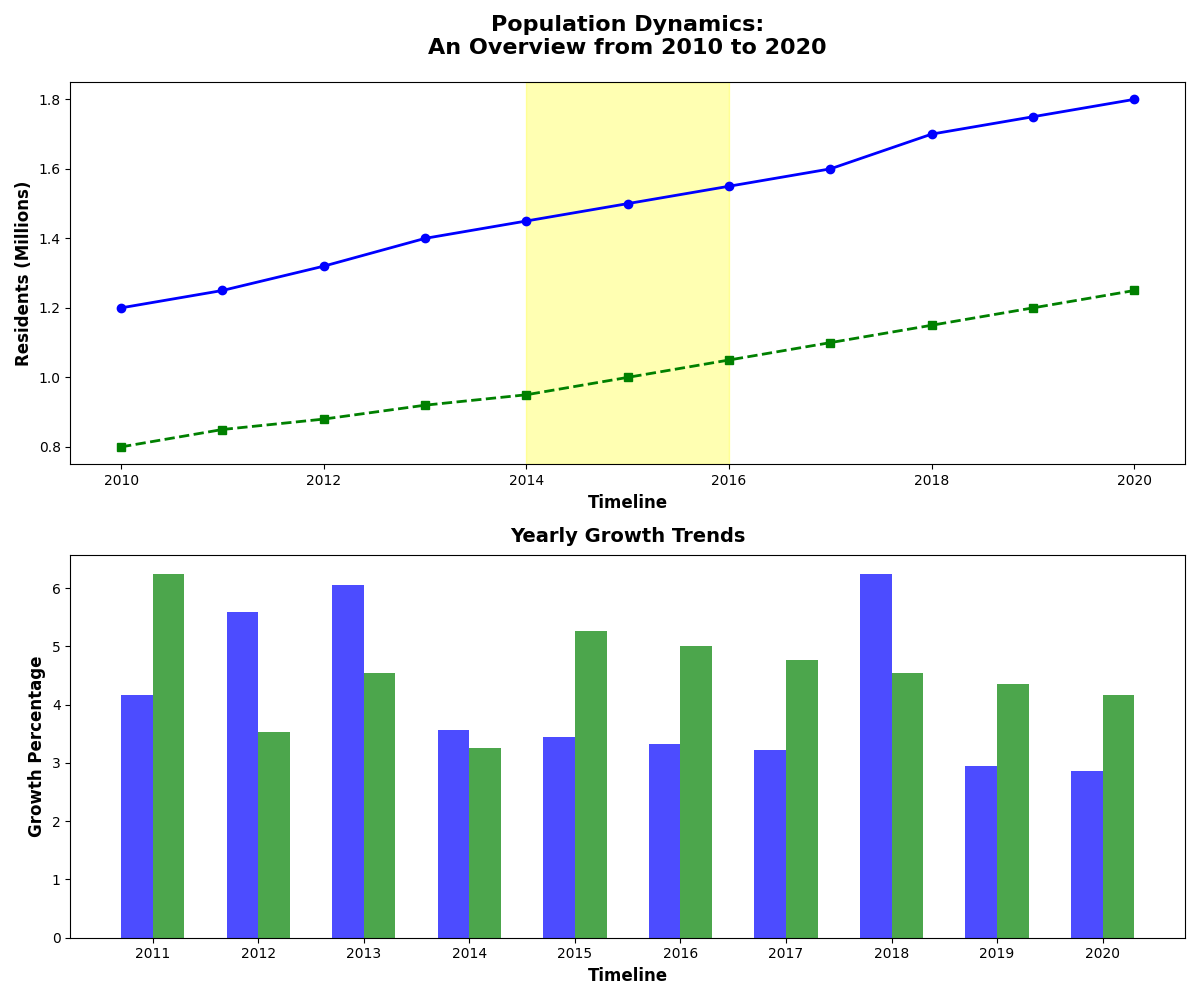 Population Dynamics:
An Overview from 2010 to 2020
Residents (Millions)
1.8
1.6
1.4
1.2
1.0
0.8
2010 2012 2014 2016 2018 2020
Timeline
Yearly Growth Trends
Growth Percentage
6
5
4
3
2
1
0
2011 2012 2013 2014 2015 2016 2017 2018 2019 2020
Timeline